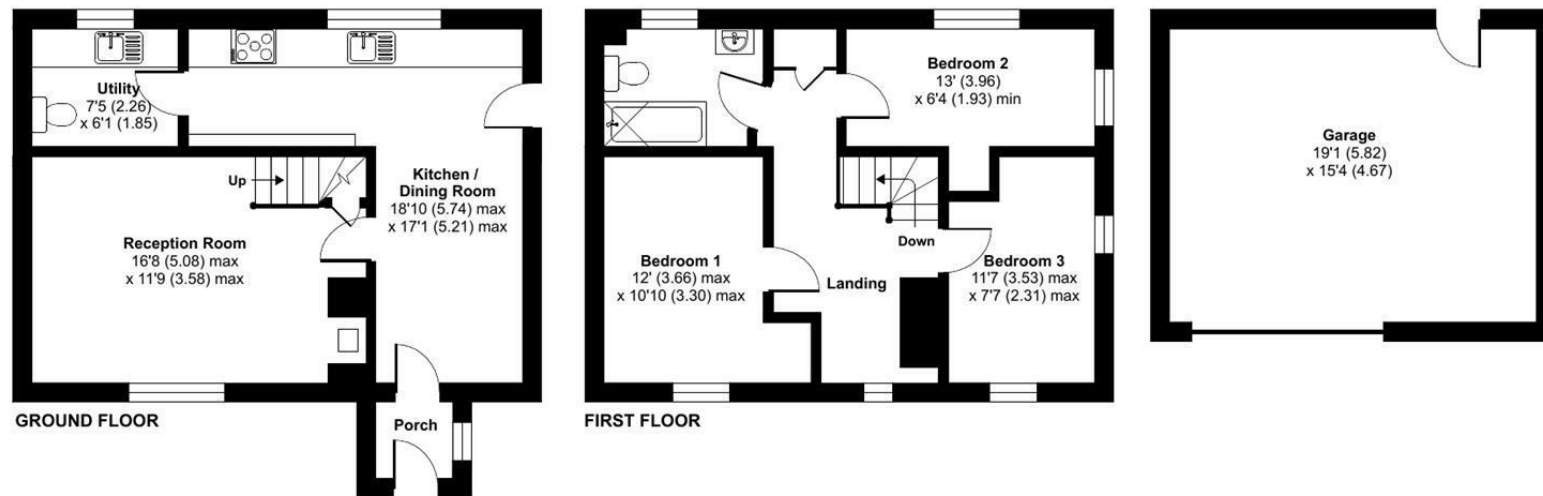 Utility
7'5 (2.26)
x 6'1 (1.85)
Up
Kitchen /
Dining Room
18'10 (5.74) max
x 17'1 (5.21) max
Reception Room
16'8 (5.08) max
x 11'9 (3.58) max
Porch
GROUND FLOOR
Bedroom 2
13' (3.96)
x 6'4 (1.93) min
Bedroom 1
12' (3.66) max
x 10'10 (3.30) max
Landing
Down
Bedroom 3
11'7 (3.53) max
x 7'7 (2.31) max
FIRST FLOOR
Garage
19'1 (5.82)
x 15'4 (4.67)